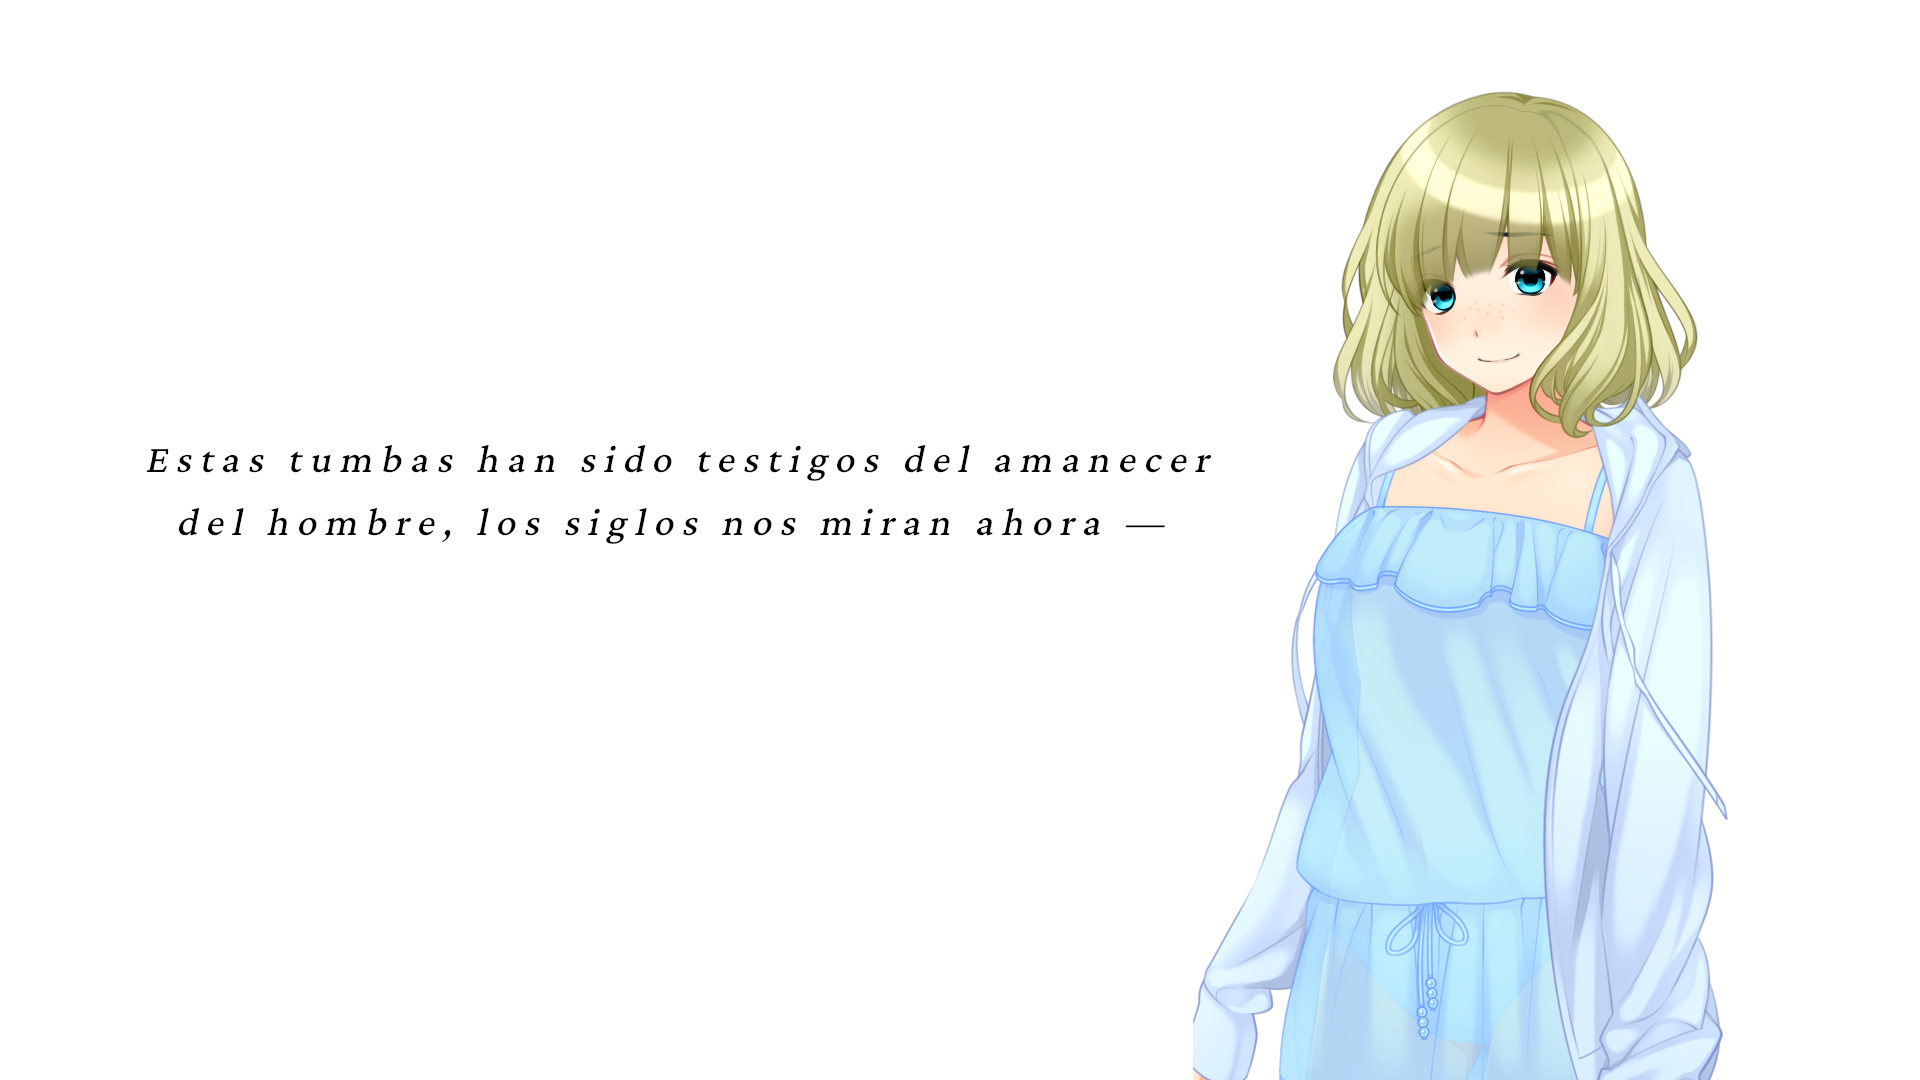 Estas tumbas han sido testigos del amanecer
del hombre, los siglos nos miran ahora —